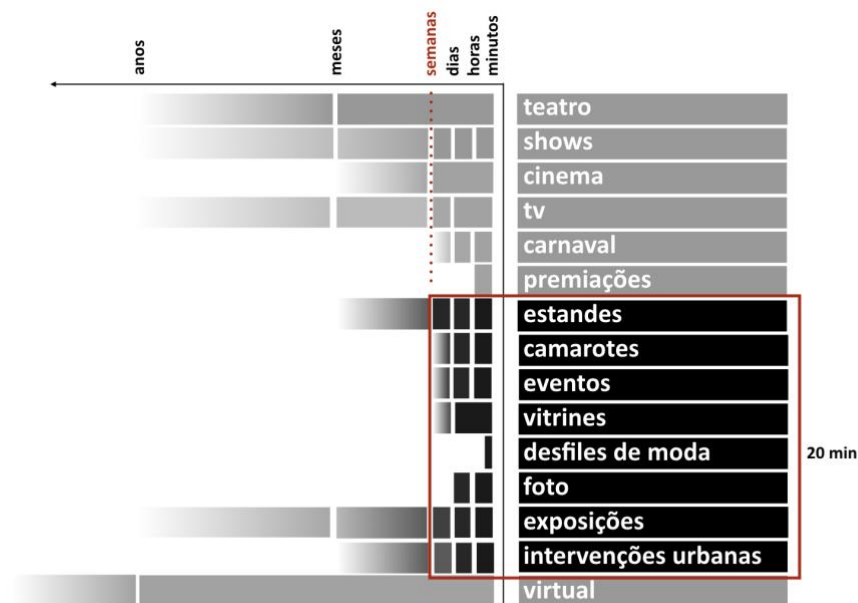 anos
meses
semanas
dias
horas
minutos
teatro
shows
cinema
tv
carnaval
premiações
estandes
camarotes
eventos
vitrines
desfiles de moda
20 min
foto
exposições
intervenções urbanas
virtual